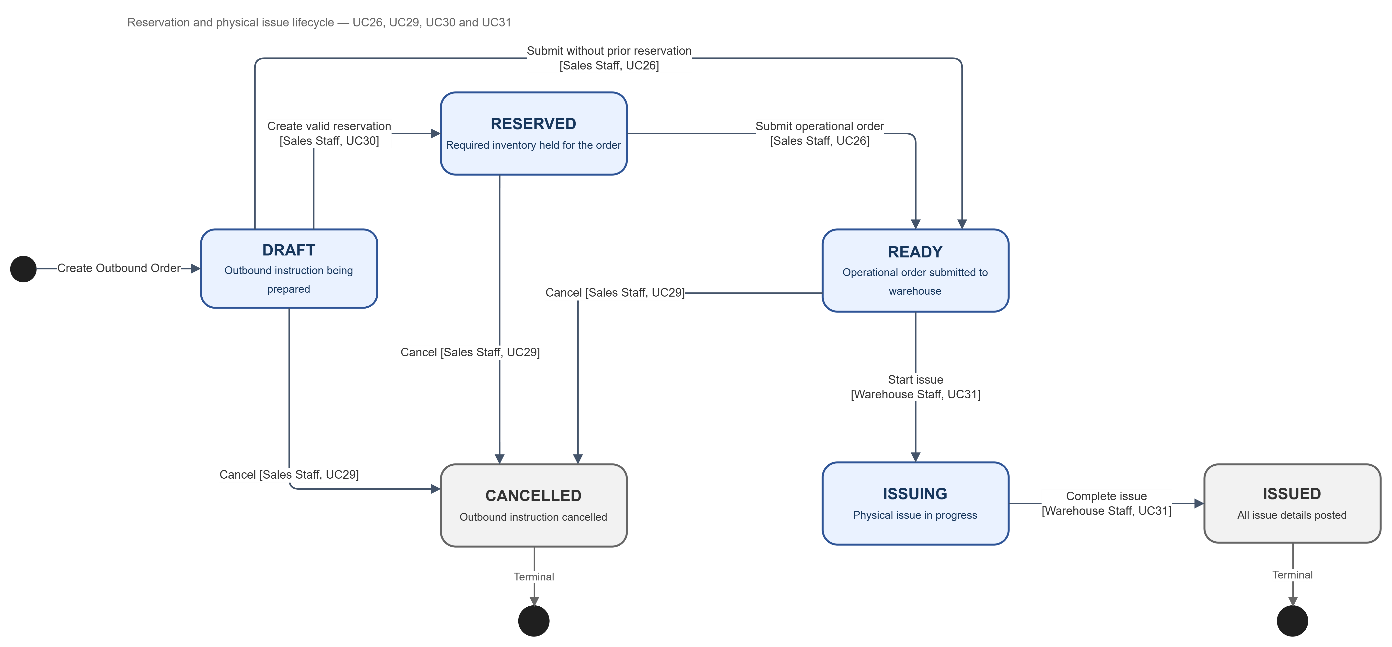 Reservation and physical issue lifecycle — UC26, UC29, UC30 and UC31
Submit without prior reservation
[Sales Staff, UC26]
RESERVED
Required inventory held for the order
Create valid reservation
[Sales Staff, UC30]
Submit operational order
[Sales Staff, UC26]
Create Outbound Order
DRAFT
Outbound instruction being
prepared
READY
Operational order submitted to
warehouse
Cancel [Sales Staff, UC29]
Cancel [Sales Staff, UC29]
Start issue
[Warehouse Staff, UC31]
Cancel [Sales Staff, UC29]
CANCELLED
Outbound instruction cancelled
ISSUING
Physical issue in progress
Complete issue
[Warehouse Staff, UC31]
ISSUED
All issue details posted
Terminal
Terminal